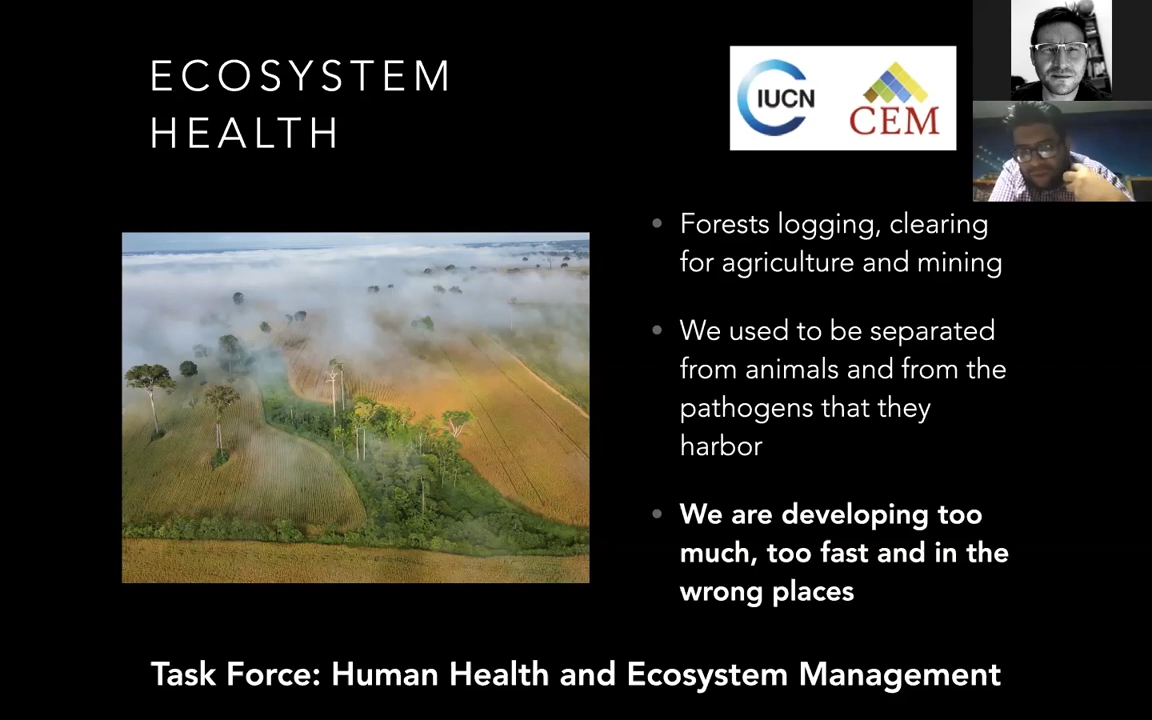 ECOSYSTEM
HEALTH
IUCN
CEM
• Forests logging, clearing
for agriculture and mining
• We used to be separated
from animals and from the
pathogens that they
harbor
• We are developing too
much, too fast and in the
wrong places
Task Force: Human Health and Ecosystem Management